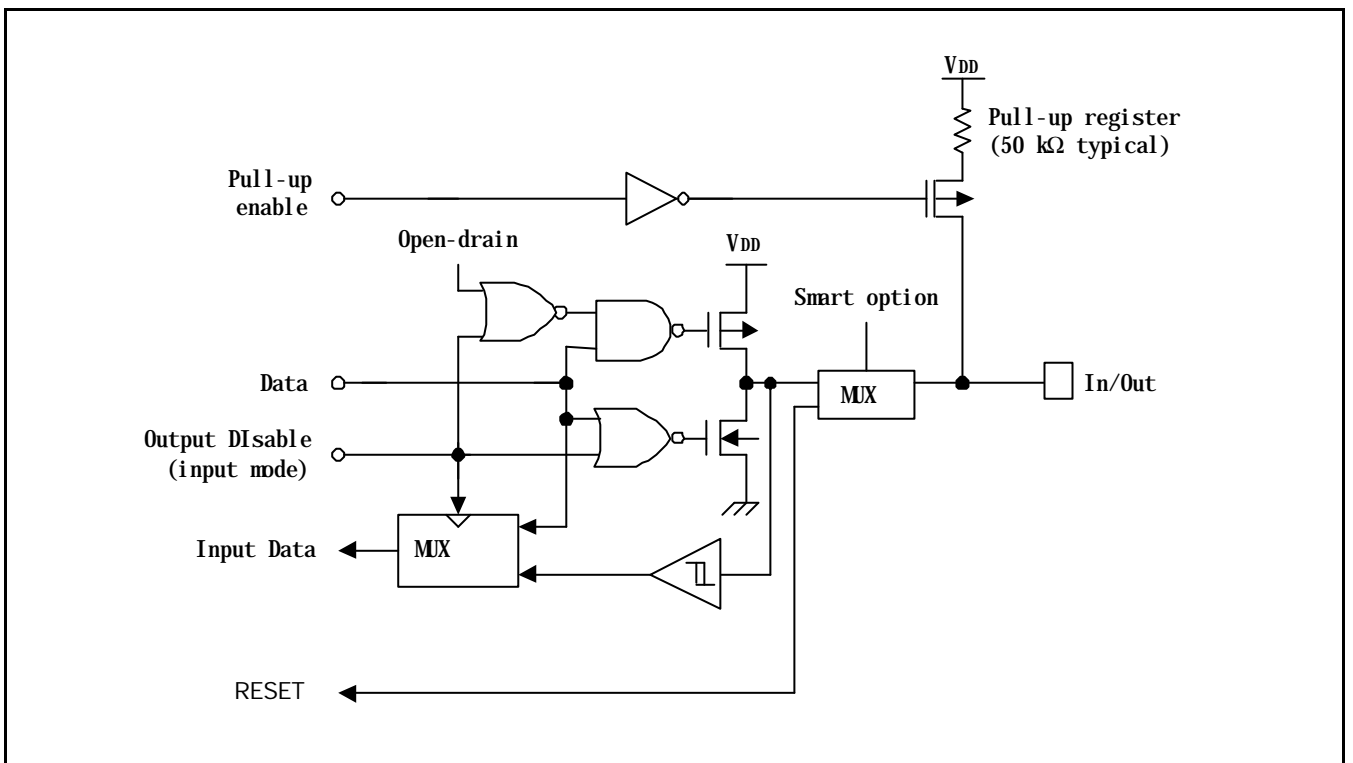 VDD
Pull-up register
(50 kΩ typical)
Pull-up
enable
Open-drain
VDD
Smart option
Data
MUX
In/Out
Output DIsable
(input mode)
Input Data
MUX
RESET